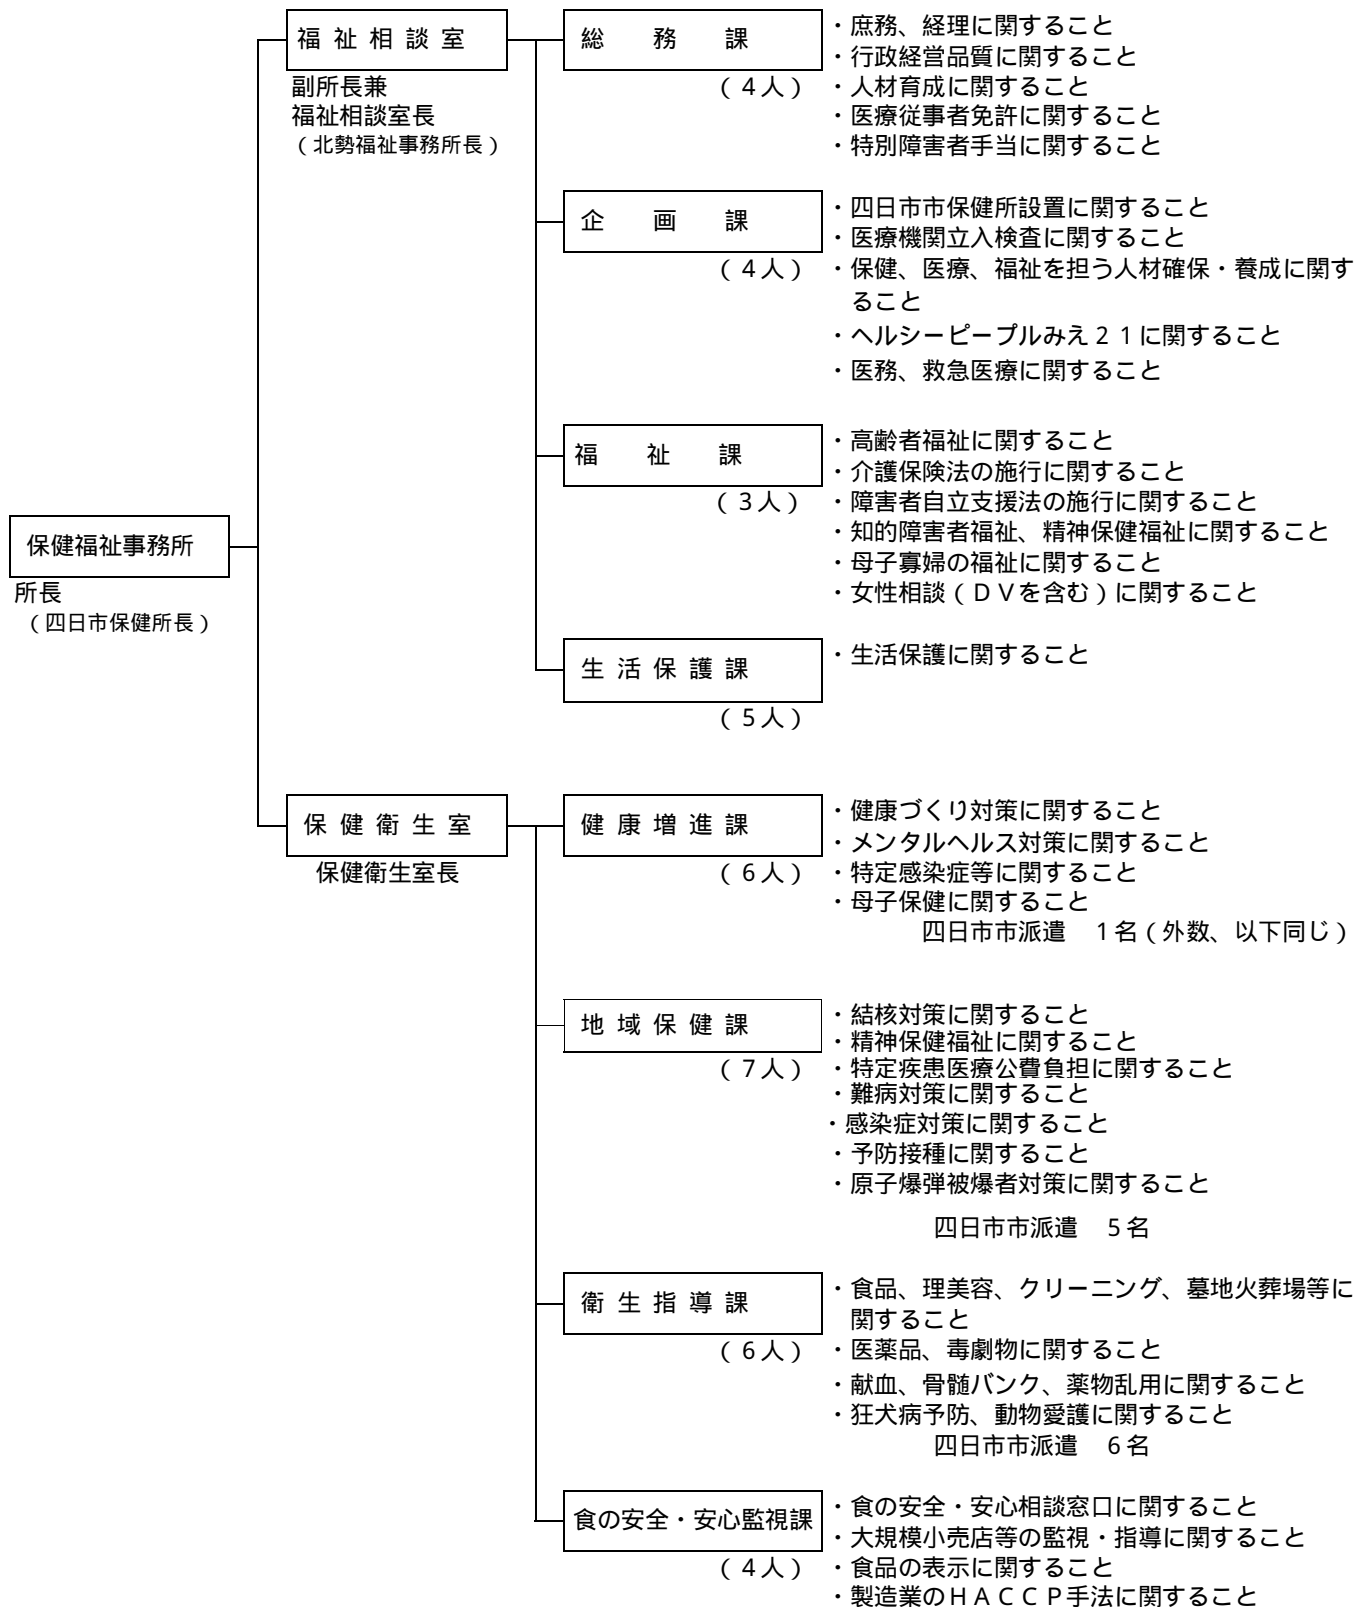 保健福祉事務所
所長
（四日市保健所長）
福祉相談室
副所長兼
福祉相談室長
（北勢福祉事務所長）
総　務　課
（４人）
・庶務、経理に関すること
・行政経営品質に関すること
・人材育成に関すること
・医療従事者免許に関すること
・特別障害者手当に関すること
企　画　課
（４人）
・四日市市保健所設置に関すること
・医療機関立入検査に関すること
・保健、医療、福祉を担う人材確保・養成に関す
ること
・ヘルシーピープルみえ２１に関すること
・医務、救急医療に関すること
福　祉　課
（３人）
・高齢者福祉に関すること
・介護保険法の施行に関すること
・障害者自立支援法の施行に関すること
・知的障害者福祉、精神保健福祉に関すること
・母子寡婦の福祉に関すること
・女性相談（ＤＶを含む）に関すること
生活保護課
（５人）
・生活保護に関すること
保健衛生室
保健衛生室長
健康増進課
（６人）
・健康づくり対策に関すること
・メンタルヘルス対策に関すること
・特定感染症等に関すること
・母子保健に関すること
四日市市派遣　１名（外数、以下同じ）
地域保健課
（７人）
・結核対策に関すること
・精神保健福祉に関すること
・特定疾患医療公費負担に関すること
・難病対策に関すること
・感染症対策に関すること
・予防接種に関すること
・原子爆弾被爆者対策に関すること
四日市市派遣　５名
衛生指導課
（６人）
・食品、理美容、クリーニング、墓地火葬場等に
関すること
・医薬品、毒劇物に関すること
・献血、骨髄バンク、薬物乱用に関すること
・狂犬病予防、動物愛護に関すること
四日市市派遣　６名
食の安全・安心監視課
（４人）
・食の安全・安心相談窓口に関すること
・大規模小売店等の監視・指導に関すること
・食品の表示に関すること
・製造業のＨＡＣＣＰ手法に関すること